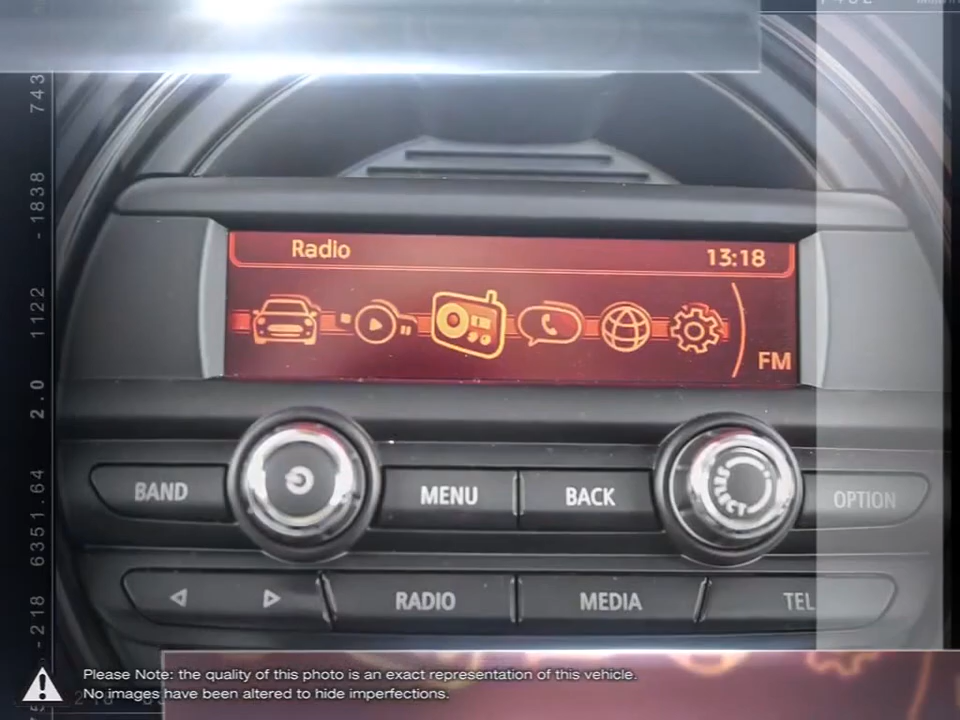 Radio
13:18
FM
BAND
MENU
BACK
SELECT
OPTION
RADIO
MEDIA
TEL
743
-1838
1122
2.0
6351.64
-218
Please Note: the quality of this photo is an exact representation of this vehicle.
No images have been altered to hide imperfections.